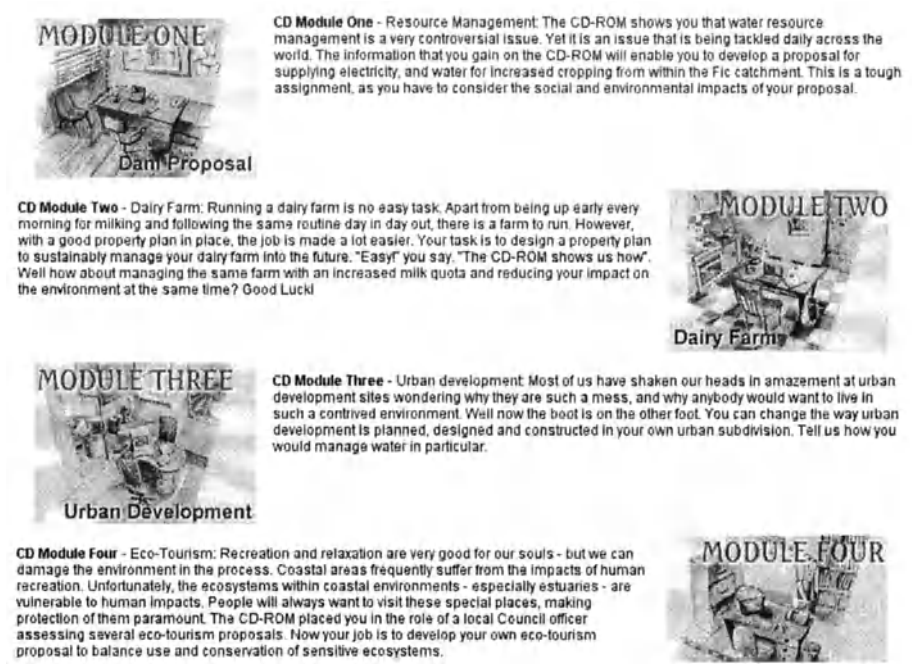 MODULE ONE
Dam Proposal
CD Module One - Resource Management: The CD-ROM shows you that water resource
management is a very controversial issue. Yet it is an issue that is being tackled daily across the
world. The information that you gain on the CD-ROM will enable you to develop a proposal for
supplying electricity, and water for increased cropping from within the Fic catchment. This is a tough
assignment, as you have to consider the social and environmental impacts of your proposal.
CD Module Two - Dairy Farm: Running a dairy farm is no easy task. Apart from being up early every
morning for milking and following the same routine day in day out, there is a farm to run. However,
with a good property plan in place, the job is made a lot easier. Your task is to design a property plan
to sustainably manage your dairy farm into the future. "Easy!" you say. "The CD-ROM shows us how".
Well how about managing the same farm with an increased milk quota and reducing your impact on
the environment at the same time? Good Luck!
MODULE TWO
Dairy Farm
MODULE THREE
Urban Development
CD Module Three - Urban development: Most of us have shaken our heads in amazement at urban
development sites wondering why they are such a mess, and why anybody would want to live in
such a contrived environment. Well now the boot is on the other foot. You can change the way urban
development is planned, designed and constructed in your own urban subdivision. Tell us how you
would manage water in particular.
CD Module Four - Eco-Tourism: Recreation and relaxation are very good for our souls - but we can
damage the environment in the process. Coastal areas frequently suffer from the impacts of human
recreation. Unfortunately, the ecosystems within coastal environments - especially estuaries - are
vulnerable to human impacts. People will always want to visit these special places, making
protection of them paramount. The CD-ROM placed you in the role of a local Council officer
assessing several eco-tourism proposals. Now your job is to develop your own eco-tourism
proposal to balance use and conservation of sensitive ecosystems.
MODULE FOUR